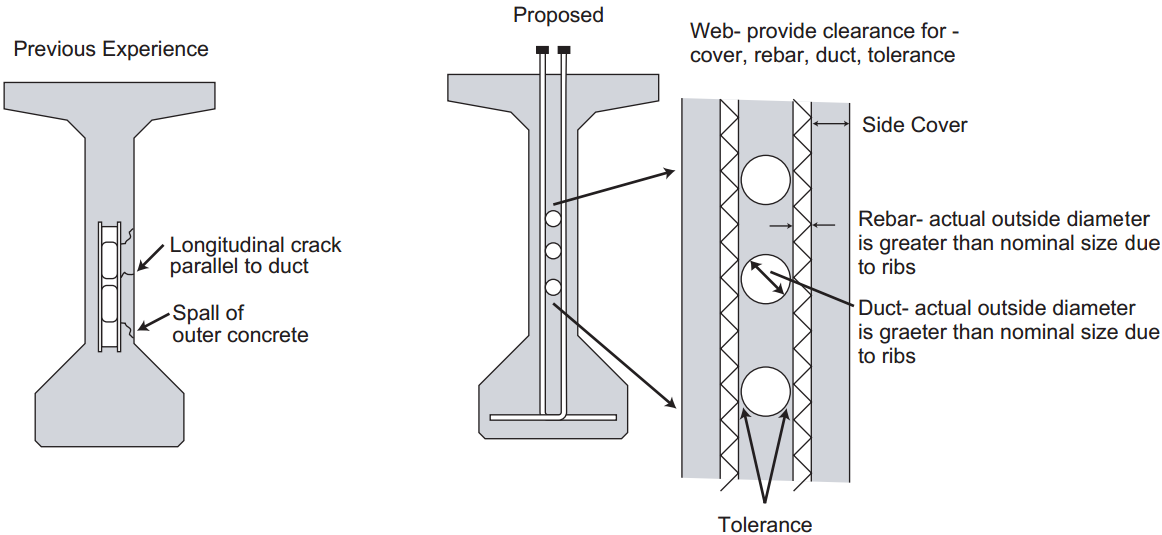 Previous Experience
Longitudinal crack
parallel to duct
Spall of
outer concrete
Proposed
Web- provide clearance for -
cover, rebar, duct, tolerance
Side Cover
Rebar- actual outside diameter
is greater than nominal size due
to ribs
Duct- actual outside diameter
is graeter than nominal size due
to ribs
Tolerance